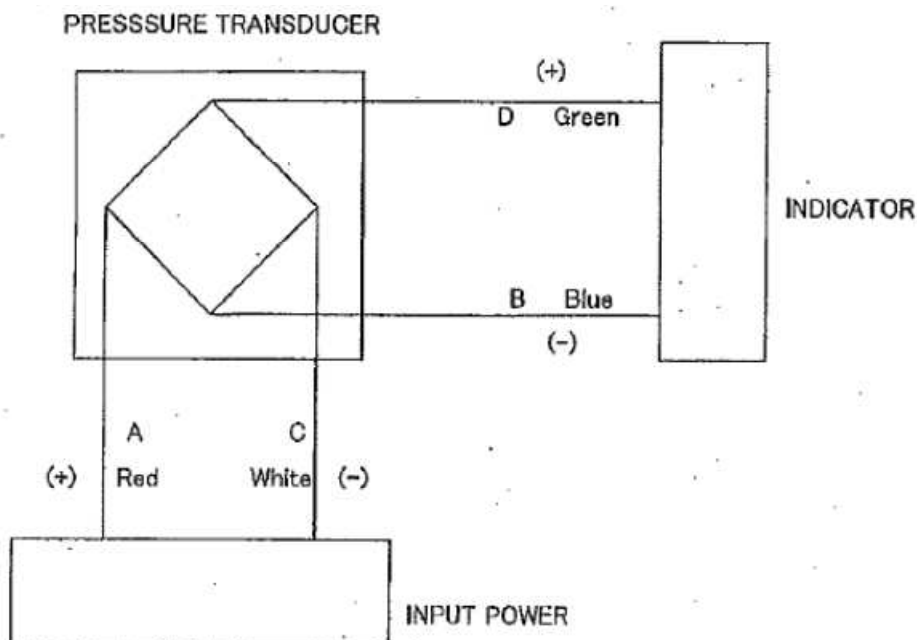 PRESSSURE TRANSDUCER
(+)
D Green
INDICATOR
B Blue
(-)
A C
(+) Red White (-)
INPUT POWER